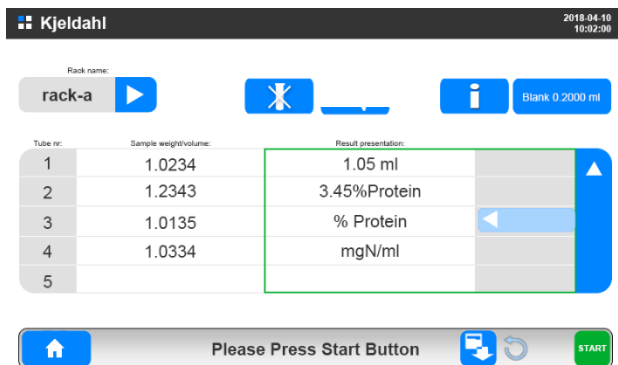 Kjeldahl
2018-04-10
10:02:00
Rack name:
rack-a
Blank 0.2000 ml
Tube nr: Sample weight/volume: Result presentation:
1 1.0234 1.05 ml
2 1.2343 3.45%Protein
3 1.0135 % Protein
4 1.0334 mgN/ml
5
Please Press Start Button
START